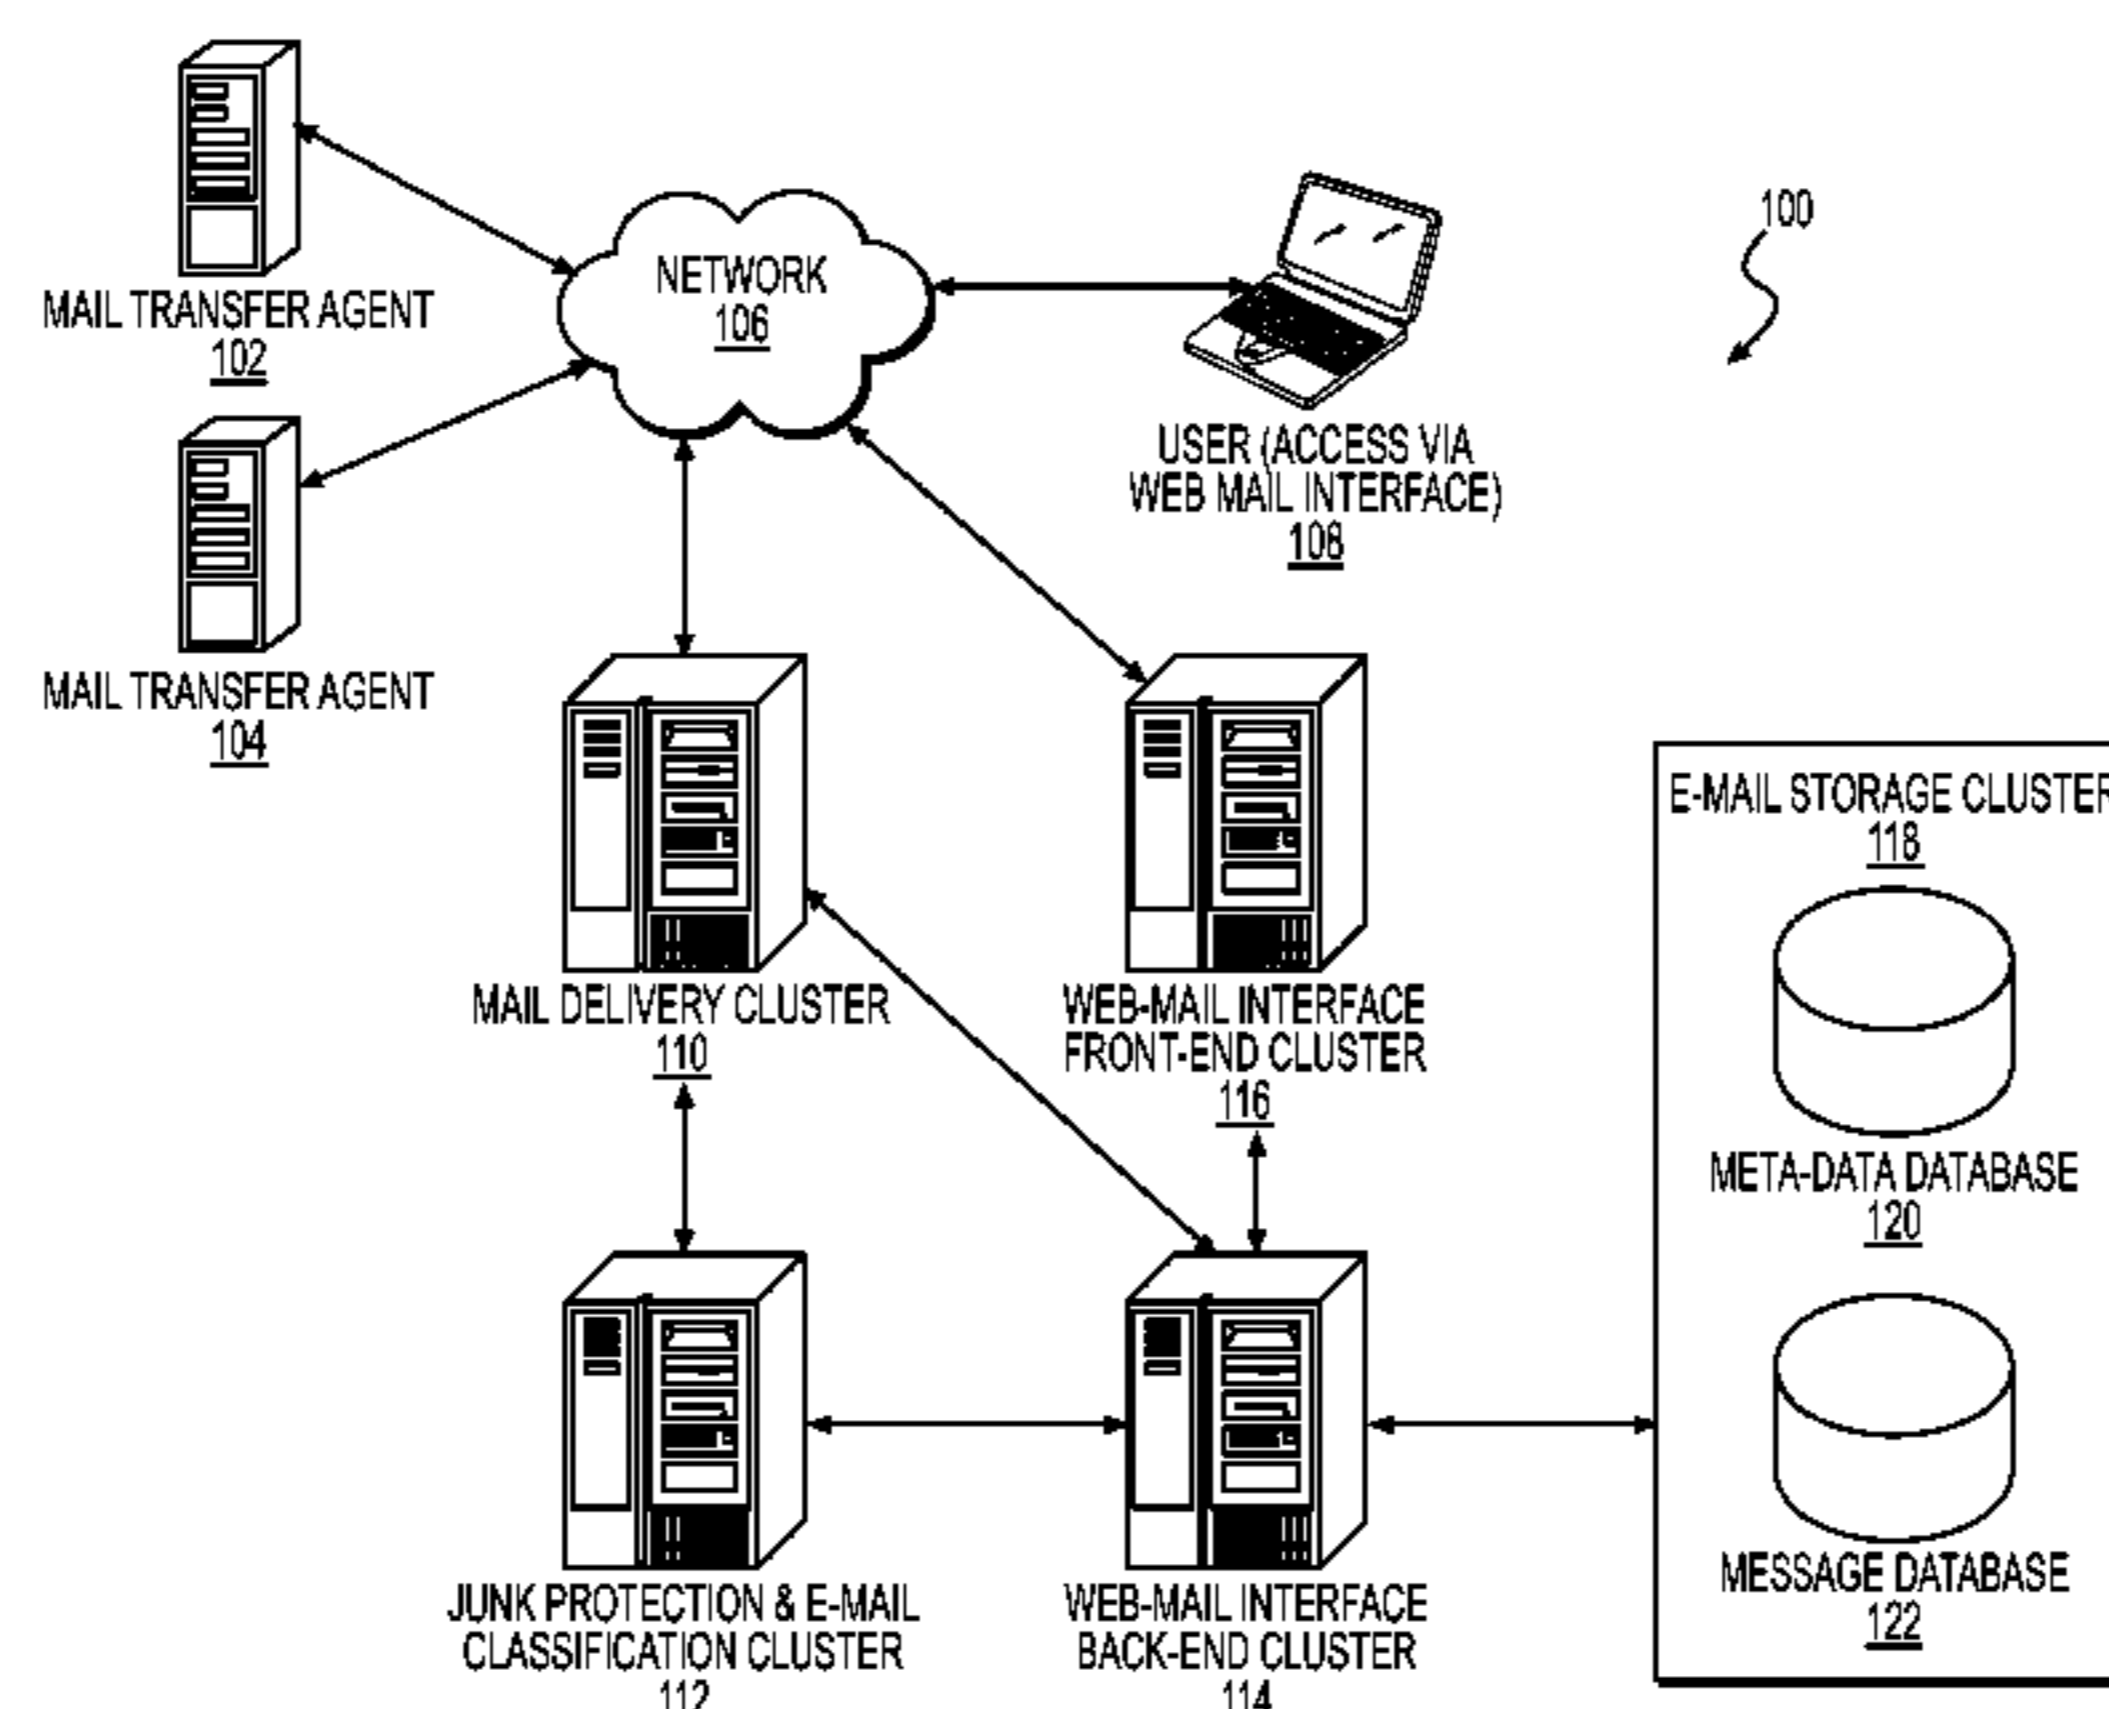 MAIL TRANSFER AGENT
102
NETWORK
106
100
USER (ACCESS VIA
WEB MAIL INTERFACE)
108
MAIL TRANSFER AGENT
104
MAIL DELIVERY CLUSTER
110
WEB-MAIL INTERFACE
FRONT-END CLUSTER
116
E-MAIL STORAGE CLUSTER
118
META-DATA DATABASE
120
MESSAGE DATABASE
122
JUNK PROTECTION & E-MAIL
CLASSIFICATION CLUSTER
112
WEB-MAIL INTERFACE
BACK-END CLUSTER
114